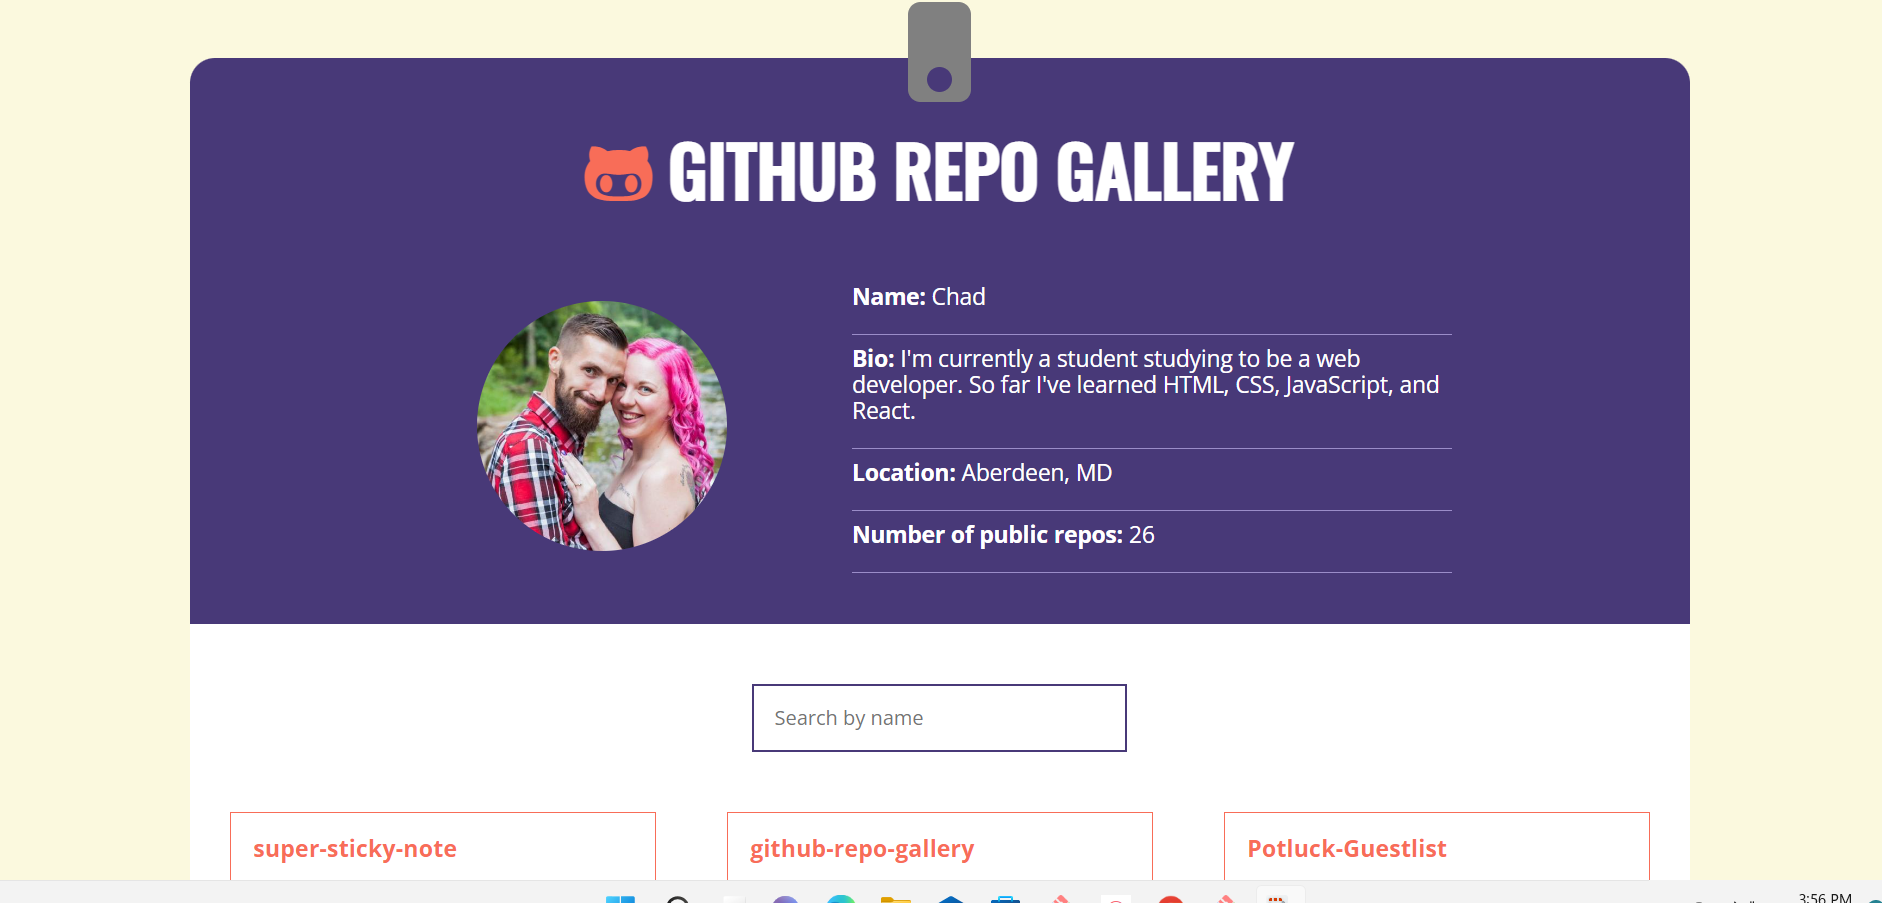 GITHUB REPO GALLERY
Name: Chad
Bio: I'm currently a student studying to be a web
developer. So far I've learned HTML, CSS, JavaScript, and
React.
Location: Aberdeen, MD
Number of public repos: 26
Search by name
super-sticky-note
github-repo-gallery
Potluck-Guestlist
3:56 PM